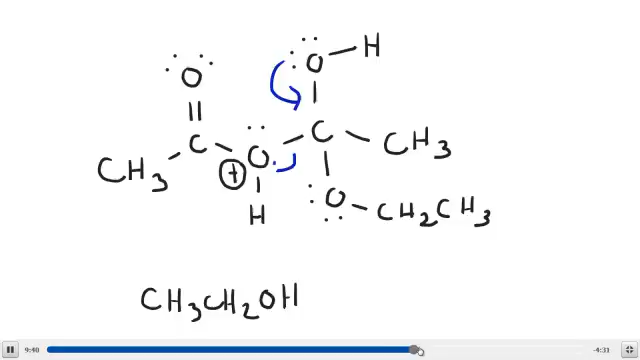 O - H
O
C - O - C - CH3
CH3
+
H
O - CH2CH3
CH3CH2OH
9:40
-4:31